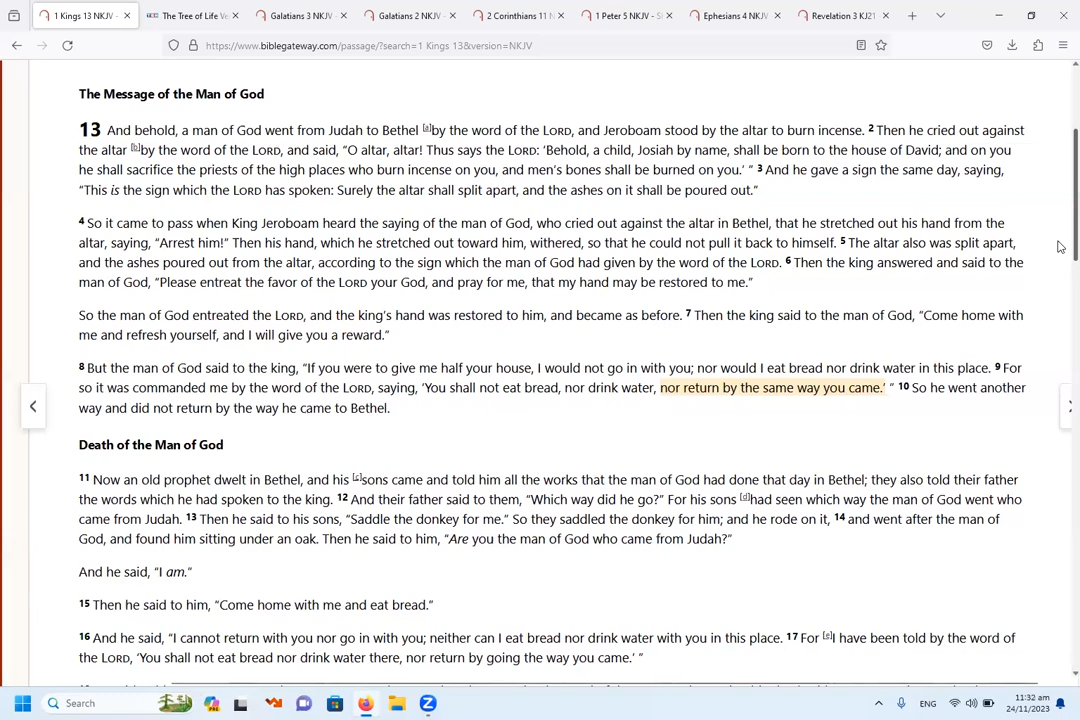 1 Kings 13 NKJV -
The Tree of Life Ve
Galatians 3 NKJV -
Galatians 2 NKJV -
2 Corinthians 11 N
1 Peter 5 NKJV - S
Ephesians 4 NKJV
Revelation 3 KJ21
https://www.biblegateway.com/passage/?search=1 Kings 13&version=NKJV
The Message of the Man of God
13 And behold, a man of God went from Judah to Bethel [a]by the word of the LORD, and Jeroboam stood by the altar to burn incense. 2 Then he cried out against
the altar [b]by the word of the LORD, and said, “O altar, altar! Thus says the LORD: ‘Behold, a child, Josiah by name, shall be born to the house of David; and on you
he shall sacrifice the priests of the high places who burn incense on you, and men’s bones shall be burned on you.’ ” 3 And he gave a sign the same day, saying,
“This is the sign which the LORD has spoken: Surely the altar shall split apart, and the ashes on it shall be poured out.”
4 So it came to pass when King Jeroboam heard the saying of the man of God, who cried out against the altar in Bethel, that he stretched out his hand from the
altar, saying, “Arrest him!” Then his hand, which he stretched out toward him, withered, so that he could not pull it back to himself. 5 The altar also was split apart,
and the ashes poured out from the altar, according to the sign which the man of God had given by the word of the LORD. 6 Then the king answered and said to the
man of God, “Please entreat the favor of the LORD your God, and pray for me, that my hand may be restored to me.”
So the man of God entreated the LORD, and the king’s hand was restored to him, and became as before. 7 Then the king said to the man of God, “Come home with
me and refresh yourself, and I will give you a reward.”
8 But the man of God said to the king, “If you were to give me half your house, I would not go in with you; nor would I eat bread nor drink water in this place. 9 For
so it was commanded me by the word of the LORD, saying, ‘You shall not eat bread, nor drink water, nor return by the same way you came.’ ” 10 So he went another
way and did not return by the way he came to Bethel.
Death of the Man of God
11 Now an old prophet dwelt in Bethel, and his [c]sons came and told him all the works that the man of God had done that day in Bethel; they also told their father
the words which he had spoken to the king. 12 And their father said to them, “Which way did he go?” For his sons [d]had seen which way the man of God went who
came from Judah. 13 Then he said to his sons, “Saddle the donkey for me.” So they saddled the donkey for him; and he rode on it, 14 and went after the man of
God, and found him sitting under an oak. Then he said to him, “Are you the man of God who came from Judah?”
And he said, “I am.”
15 Then he said to him, “Come home with me and eat bread.”
16 And he said, “I cannot return with you nor go in with you; neither can I eat bread nor drink water with you in this place. 17 For [e]I have been told by the word of
the LORD, ‘You shall not eat bread nor drink water there, nor return by going the way you came.’ ”
Search
ENG
11:32 am
24/11/2023